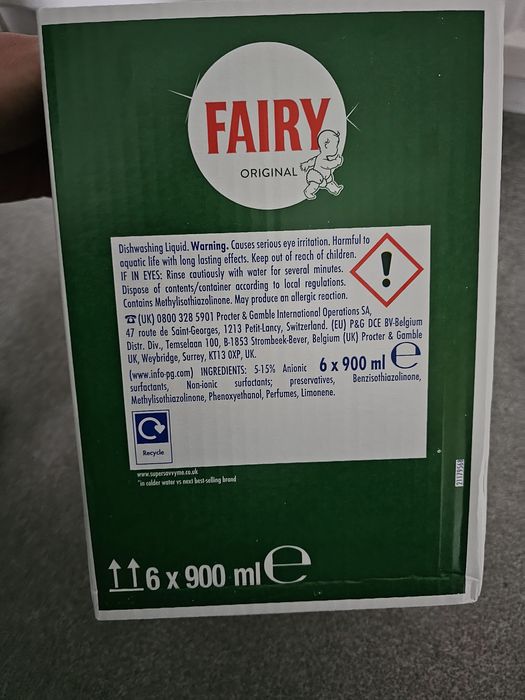 FAIRY
ORIGINAL
Dishwashing Liquid. Warning. Causes serious eye irritation. Harmful to
aquatic life with long lasting effects. Keep out of reach of children.
IF IN EYES: Rinse cautiously with water for several minutes.
Dispose of contents/container according to local regulations.
Contains Methylisothiazolinone. May produce an allergic reaction.
☎(UK) 0800 328 5901 Procter & Gamble International Operations SA,
47 route de Saint-Georges, 1213 Petit-Lancy, Switzerland. (EU) P&G DCE BV-Belgium
Distr. Div., Temselaan 100, B-1853 Strombeek-Bever, Belgium (UK) Procter & Gamble
UK, Weybridge, Surrey, KT13 0XP, UK.
(www.info-pg.com) INGREDIENTS: 5-15% Anionic
surfactants, Non-ionic surfactants; preservatives, Benzisothiazolinone,
Methylisothiazolinone, Phenoxyethanol, Perfumes, Limonene.
6 x 900 ml e
Recycle
www.supersavvyme.co.uk
*in colder water vs next best-selling brand
6 x 900 ml e